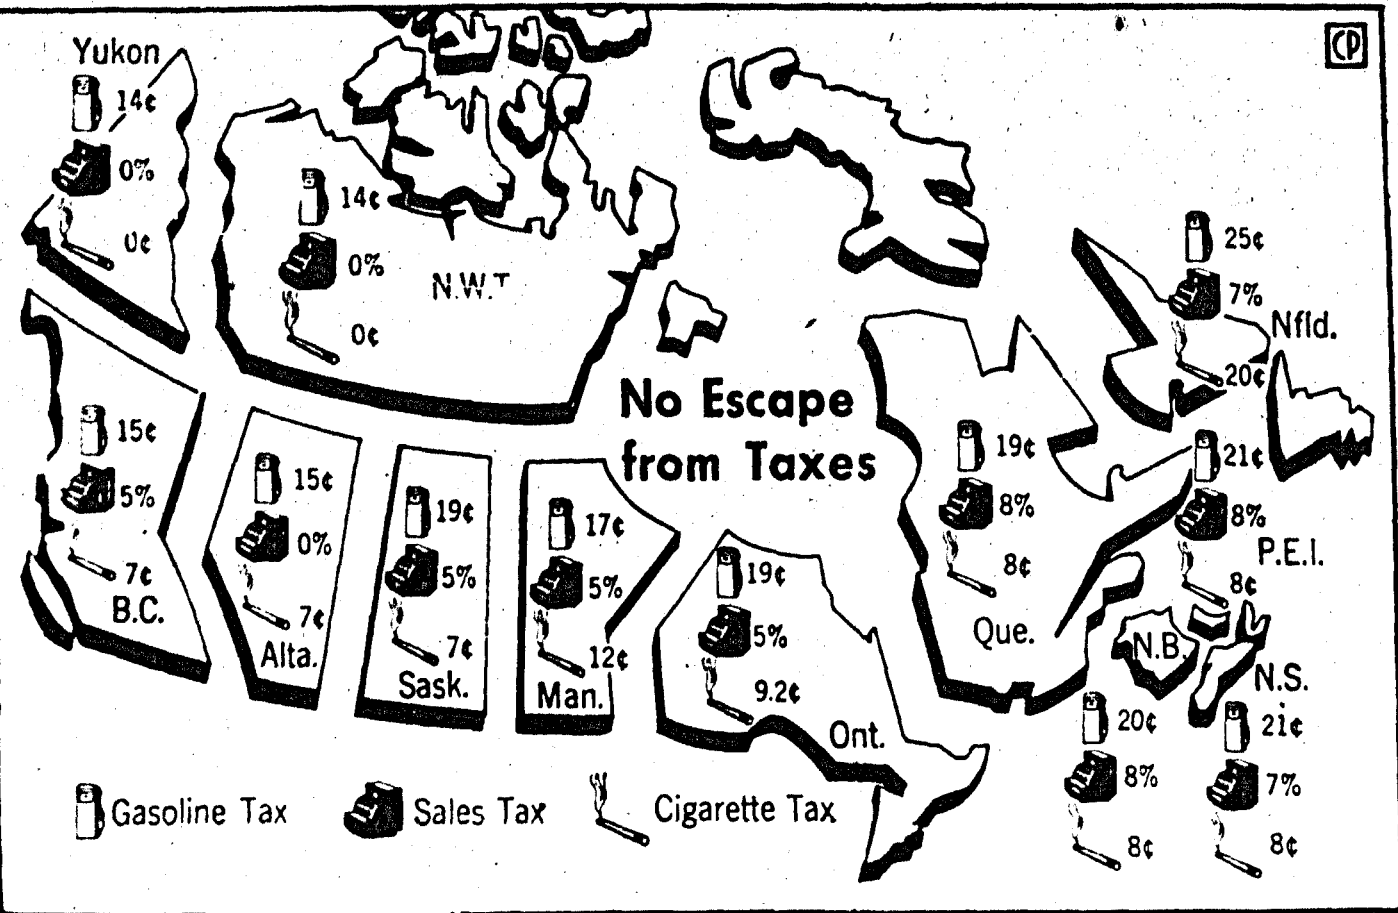 CP
Yukon
14¢
0%
0¢
14¢
0%
0¢
N.W.T
25¢
7%
20¢
Nfld.
No Escape
from Taxes
15¢
5%
7¢
B.C.
15¢
0%
7¢
Alta.
19¢
5%
7¢
Sask.
17¢
5%
12¢
Man.
19¢
5%
9.2¢
Ont.
19¢
8%
8¢
Que.
21¢
8%
8¢
P.E.I.
N.B.
20¢
8%
8¢
N.S.
21¢
7%
8¢
Gasoline Tax
Sales Tax
Cigarette Tax